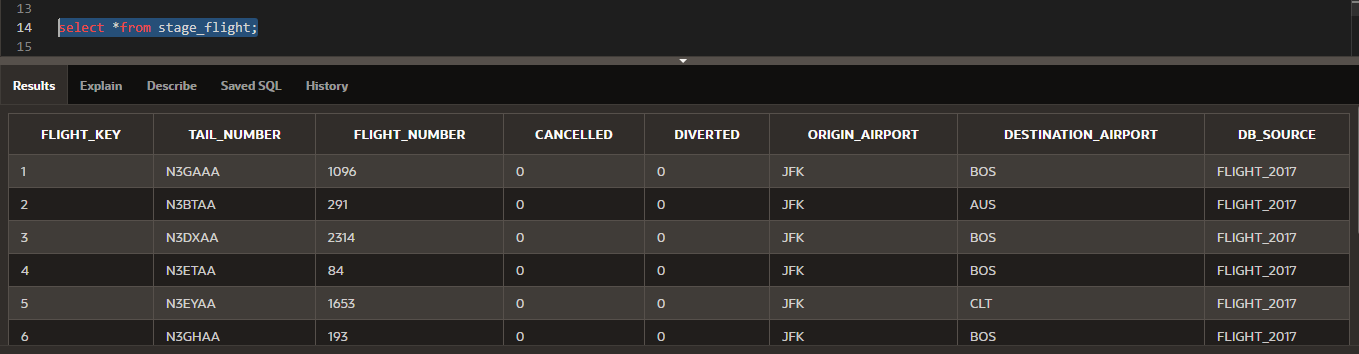 13
14 select *from stage_flight;
15
Results Explain Describe Saved SQL History
FLIGHT_KEY TAIL_NUMBER FLIGHT_NUMBER CANCELLED DIVERTED ORIGIN_AIRPORT DESTINATION_AIRPORT DB_SOURCE
1 N3GAAA 1096 0 0 JFK BOS FLIGHT_2017
2 N3BTAA 291 0 0 JFK AUS FLIGHT_2017
3 N3DXAA 2314 0 0 JFK BOS FLIGHT_2017
4 N3ETAA 84 0 0 JFK BOS FLIGHT_2017
5 N3EYAA 1653 0 0 JFK CLT FLIGHT_2017
6 N3GHAA 193 0 0 JFK BOS FLIGHT_2017